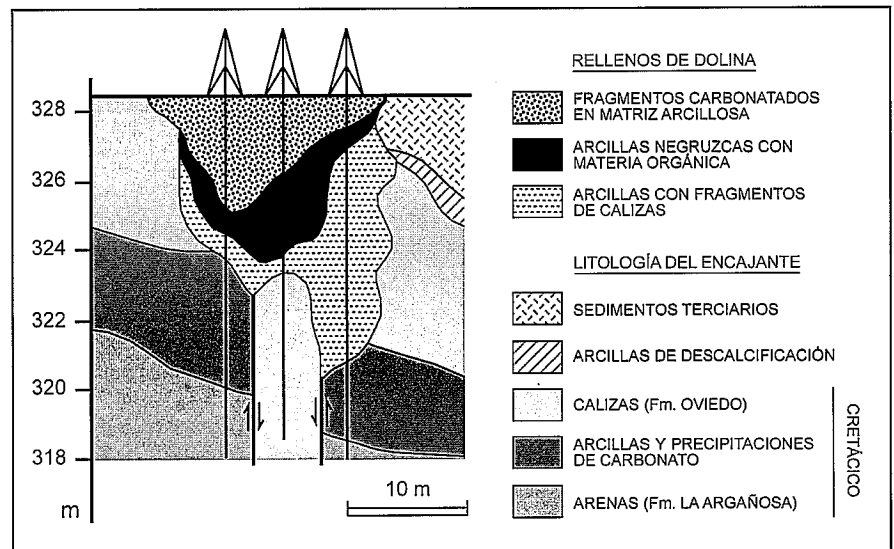 328
326
324
322
320
318
m
10 m
RELLENOS DE DOLINA
FRAGMENTOS CARBONATADOS
EN MATRIZ ARCILLOSA
ARCILLAS NEGRUZCAS CON
MATERIA ORGÁNICA
ARCILLAS CON FRAGMENTOS
DE CALIZAS
LITOLOGÍA DEL ENCAJANTE
SEDIMENTOS TERCIARIOS
ARCILLAS DE DESCALCIFICACIÓN
CALIZAS (Fm. OVIEDO)
ARCILLAS Y PRECIPITACIONES
DE CARBONATO
ARENAS (Fm. LA ARGAÑOSA)
CRETÁCICO